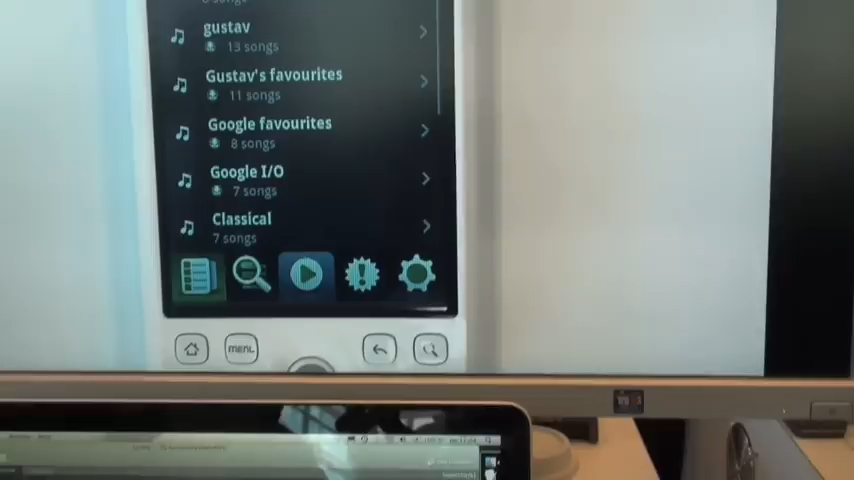 gustav
13 songs
Gustav's favourites
11 songs
Google favourites
8 songs
Google I/O
7 songs
Classical
7 songs
MENU